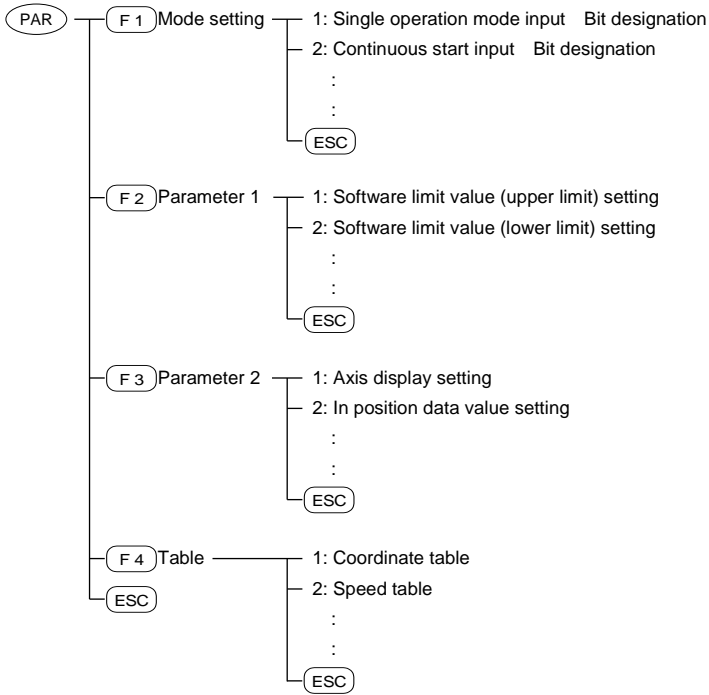 PAR F 1 Mode setting 1: Single operation mode input Bit designation
2: Continuous start input Bit designation
:
:
ESC
F 2 Parameter 1 1: Software limit value (upper limit) setting
2: Software limit value (lower limit) setting
:
:
ESC
F 3 Parameter 2 1: Axis display setting
2: In position data value setting
:
:
ESC
F 4 Table 1: Coordinate table
ESC 2: Speed table
:
:
ESC